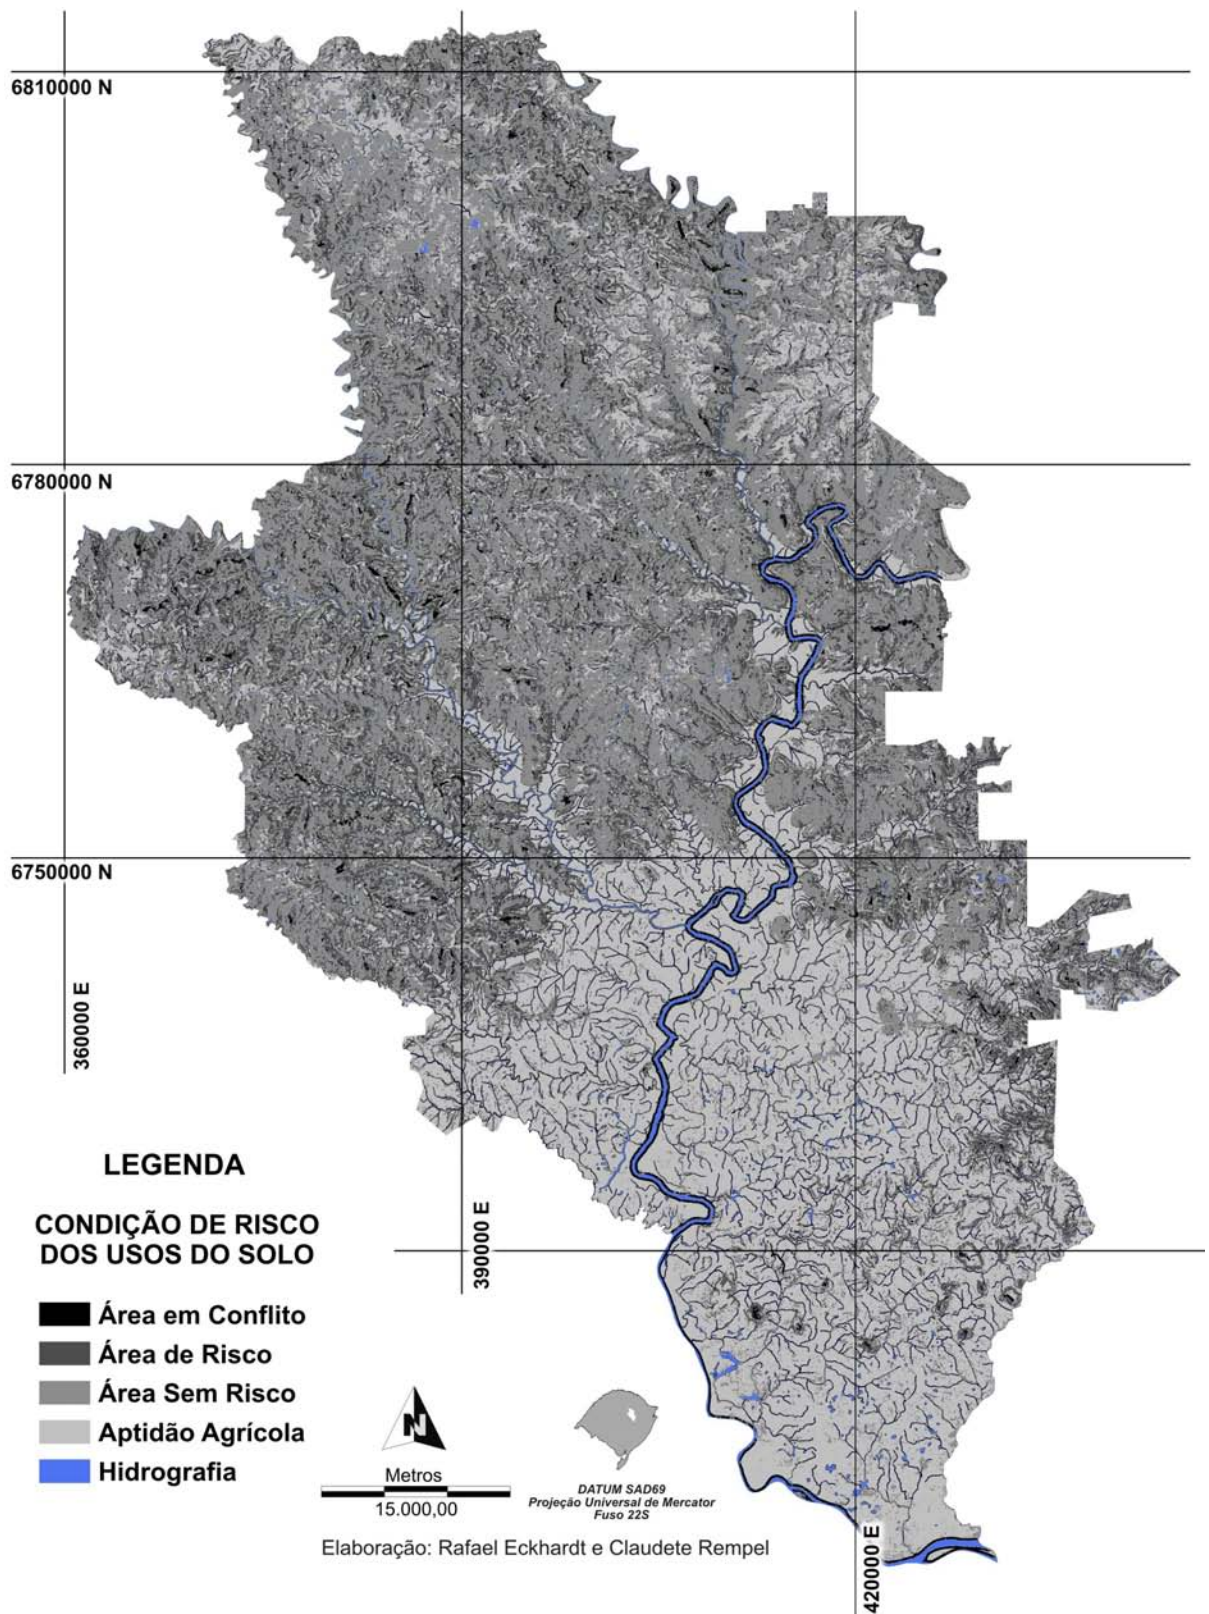 6810000 N
6780000 N
6750000 N
360000 E
390000 E
420000 E
LEGENDA
CONDIÇÃO DE RISCO
DOS USOS DO SOLO
Área em Conflito
Área de Risco
Área Sem Risco
Aptidão Agrícola
Hidrografia
N
Metros
15.000,00
DATUM SAD69
Projeção Universal de Mercator
Fuso 22S
Elaboração: Rafael Eckhardt e Claudete Rempel